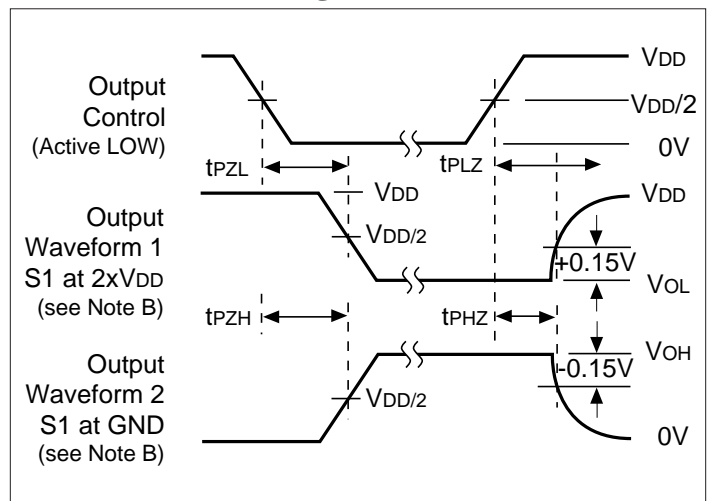 Output
Control
(Active LOW)
VDD
VDD/2
0V
tPZL
tPLZ
Output
Waveform 1
S1 at 2xVDD
(see Note B)
VDD
VDD/2
VDD
+0.15V
VOL
tPZH
tPHZ
Output
Waveform 2
S1 at GND
(see Note B)
VDD/2
VOH
-0.15V
0V